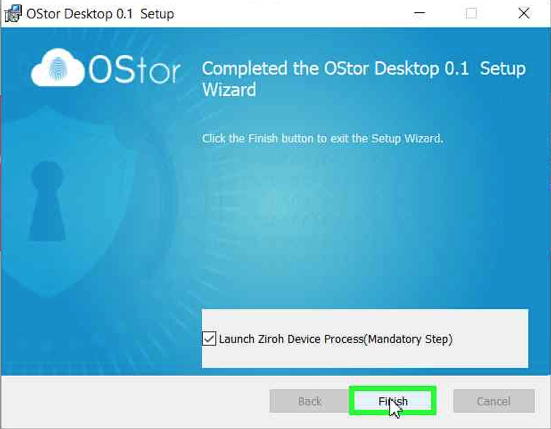 OStor Desktop 0.1 Setup
OStor
Completed the OStor Desktop 0.1 Setup
Wizard
Click the Finish button to exit the Setup Wizard.
Launch Ziroh Device Process(Mandatory Step)
Back
Finish
Cancel